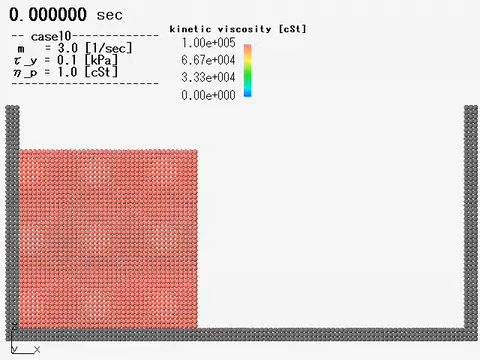 0.000000 sec
-- case10------------
m = 3.0 [1/sec]
τ_y = 0.1 [kPa]
η_p = 1.0 [cSt]
---------------------
kinetic viscosity [cSt]
1.00e+005
6.67e+004
3.33e+004
0.00e+000
Y X